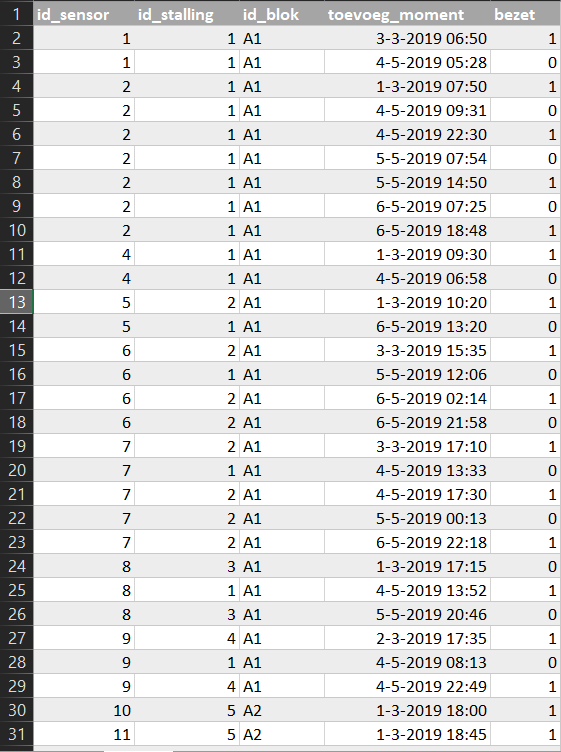 1 id_sensor id_stalling id_blok toevoeg_moment bezet
2 1 1 A1 3-3-2019 06:50 1
3 1 1 A1 4-5-2019 05:28 0
4 2 1 A1 1-3-2019 07:50 1
5 2 1 A1 4-5-2019 09:31 0
6 2 1 A1 4-5-2019 22:30 1
7 2 1 A1 5-5-2019 07:54 0
8 2 1 A1 5-5-2019 14:50 1
9 2 1 A1 6-5-2019 07:25 0
10 2 1 A1 6-5-2019 18:48 1
11 4 1 A1 1-3-2019 09:30 1
12 4 1 A1 4-5-2019 06:58 0
13 5 2 A1 1-3-2019 10:20 1
14 5 1 A1 6-5-2019 13:20 0
15 6 2 A1 3-3-2019 15:35 1
16 6 1 A1 5-5-2019 12:06 0
17 6 2 A1 6-5-2019 02:14 1
18 6 2 A1 6-5-2019 21:58 0
19 7 2 A1 3-3-2019 17:10 1
20 7 1 A1 4-5-2019 13:33 0
21 7 2 A1 4-5-2019 17:30 1
22 7 2 A1 5-5-2019 00:13 0
23 7 2 A1 6-5-2019 22:18 1
24 8 3 A1 1-3-2019 17:15 0
25 8 1 A1 4-5-2019 13:52 1
26 8 3 A1 5-5-2019 20:46 0
27 9 4 A1 2-3-2019 17:35 1
28 9 1 A1 4-5-2019 08:13 0
29 9 4 A1 4-5-2019 22:49 1
30 10 5 A2 1-3-2019 18:00 1
31 11 5 A2 1-3-2019 18:45 1